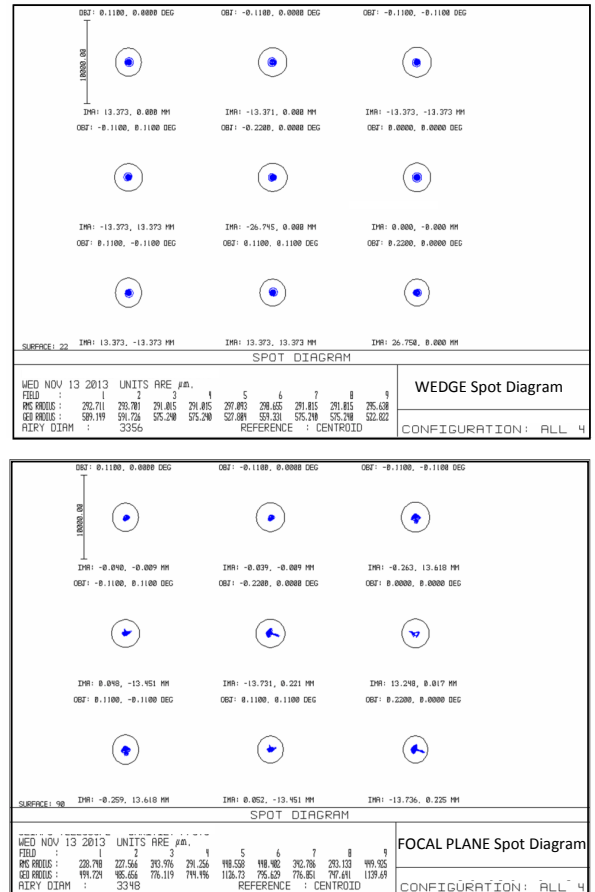 OBJ: 0.1100, 0.0000 DEG OBJ: -0.1100, 0.0000 DEG OBJ: -0.1100, -0.1100 DEG
10000.00
IMA: 13.373, 0.000 MM IMA: -13.371, 0.000 MM IMA: -13.373, -13.373 MM
OBJ: -0.1100, 0.1100 DEG OBJ: -0.2200, 0.0000 DEG OBJ: 0.0000, 0.0000 DEG
IMA: -13.373, 13.373 MM IMA: -26.745, 0.000 MM IMA: 0.000, -0.000 MM
OBJ: 0.1100, -0.1100 DEG OBJ: 0.1100, 0.1100 DEG OBJ: 0.2200, 0.0000 DEG
SURFACE: 22 IMA: 13.373, -13.373 MM IMA: 13.373, 13.373 MM IMA: 26.750, 0.000 MM
SPOT DIAGRAM
WED NOV 13 2013 UNITS ARE µm.
FIELD : 1 2 3 4 5 6 7 8 9
RMS RADIUS : 292.711 293.701 291.015 291.015 297.093 298.655 291.015 291.015 295.630
GEO RADIUS : 589.149 591.726 575.240 575.240 527.884 559.331 575.240 575.240 522.022
AIRY DIAM : 3356 REFERENCE : CENTROID
WEDGE Spot Diagram
CONFIGURATION: ALL 4
OBJ: 0.1100, 0.0000 DEG OBJ: -0.1100, 0.0000 DEG OBJ: -0.1100, -0.1100 DEG
10000.00
IMA: -0.040, -0.009 MM IMA: -0.039, -0.009 MM IMA: -0.263, 13.618 MM
OBJ: -0.1100, 0.1100 DEG OBJ: -0.2200, 0.0000 DEG OBJ: 0.0000, 0.0000 DEG
IMA: 0.048, -13.451 MM IMA: -13.731, 0.221 MM IMA: 13.248, 0.017 MM
OBJ: 0.1100, -0.1100 DEG OBJ: 0.1100, 0.1100 DEG OBJ: 0.2200, 0.0000 DEG
SURFACE: 90 IMA: -0.259, 13.618 MM IMA: 0.052, -13.451 MM IMA: -13.736, 0.225 MM
SPOT DIAGRAM
WED NOV 13 2013 UNITS ARE µm.
FIELD : 1 2 3 4 5 6 7 8 9
RMS RADIUS : 228.740 227.566 343.976 291.256 448.558 410.402 342.786 293.133 449.925
GEO RADIUS : 494.724 485.656 776.119 744.496 1126.73 795.629 776.051 747.641 1139.69
AIRY DIAM : 3348 REFERENCE : CENTROID
FOCAL PLANE Spot Diagram
CONFIGURATION: ALL 4